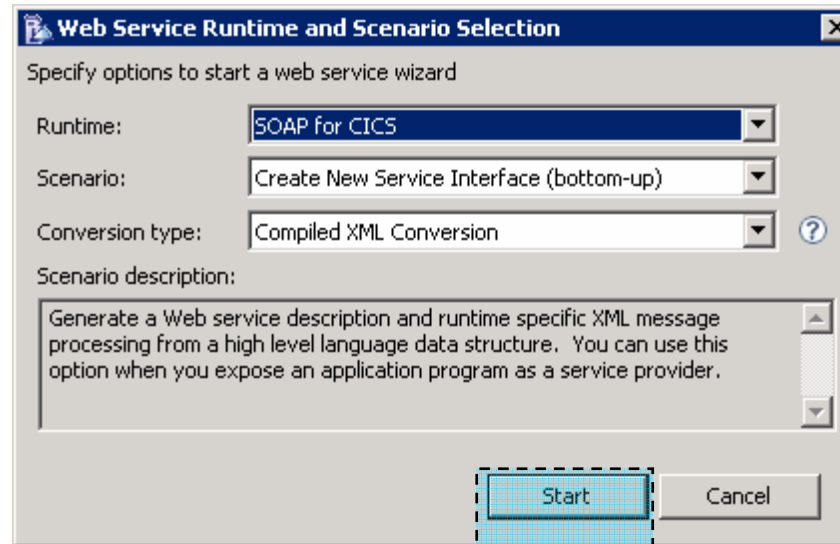 Web Service Runtime and Scenario Selection
Specify options to start a web service wizard
Runtime: SOAP for CICS
Scenario: Create New Service Interface (bottom-up)
Conversion type: Compiled XML Conversion
Scenario description:
Generate a Web service description and runtime specific XML message
processing from a high level language data structure.  You can use this
option when you expose an application program as a service provider.
Start Cancel